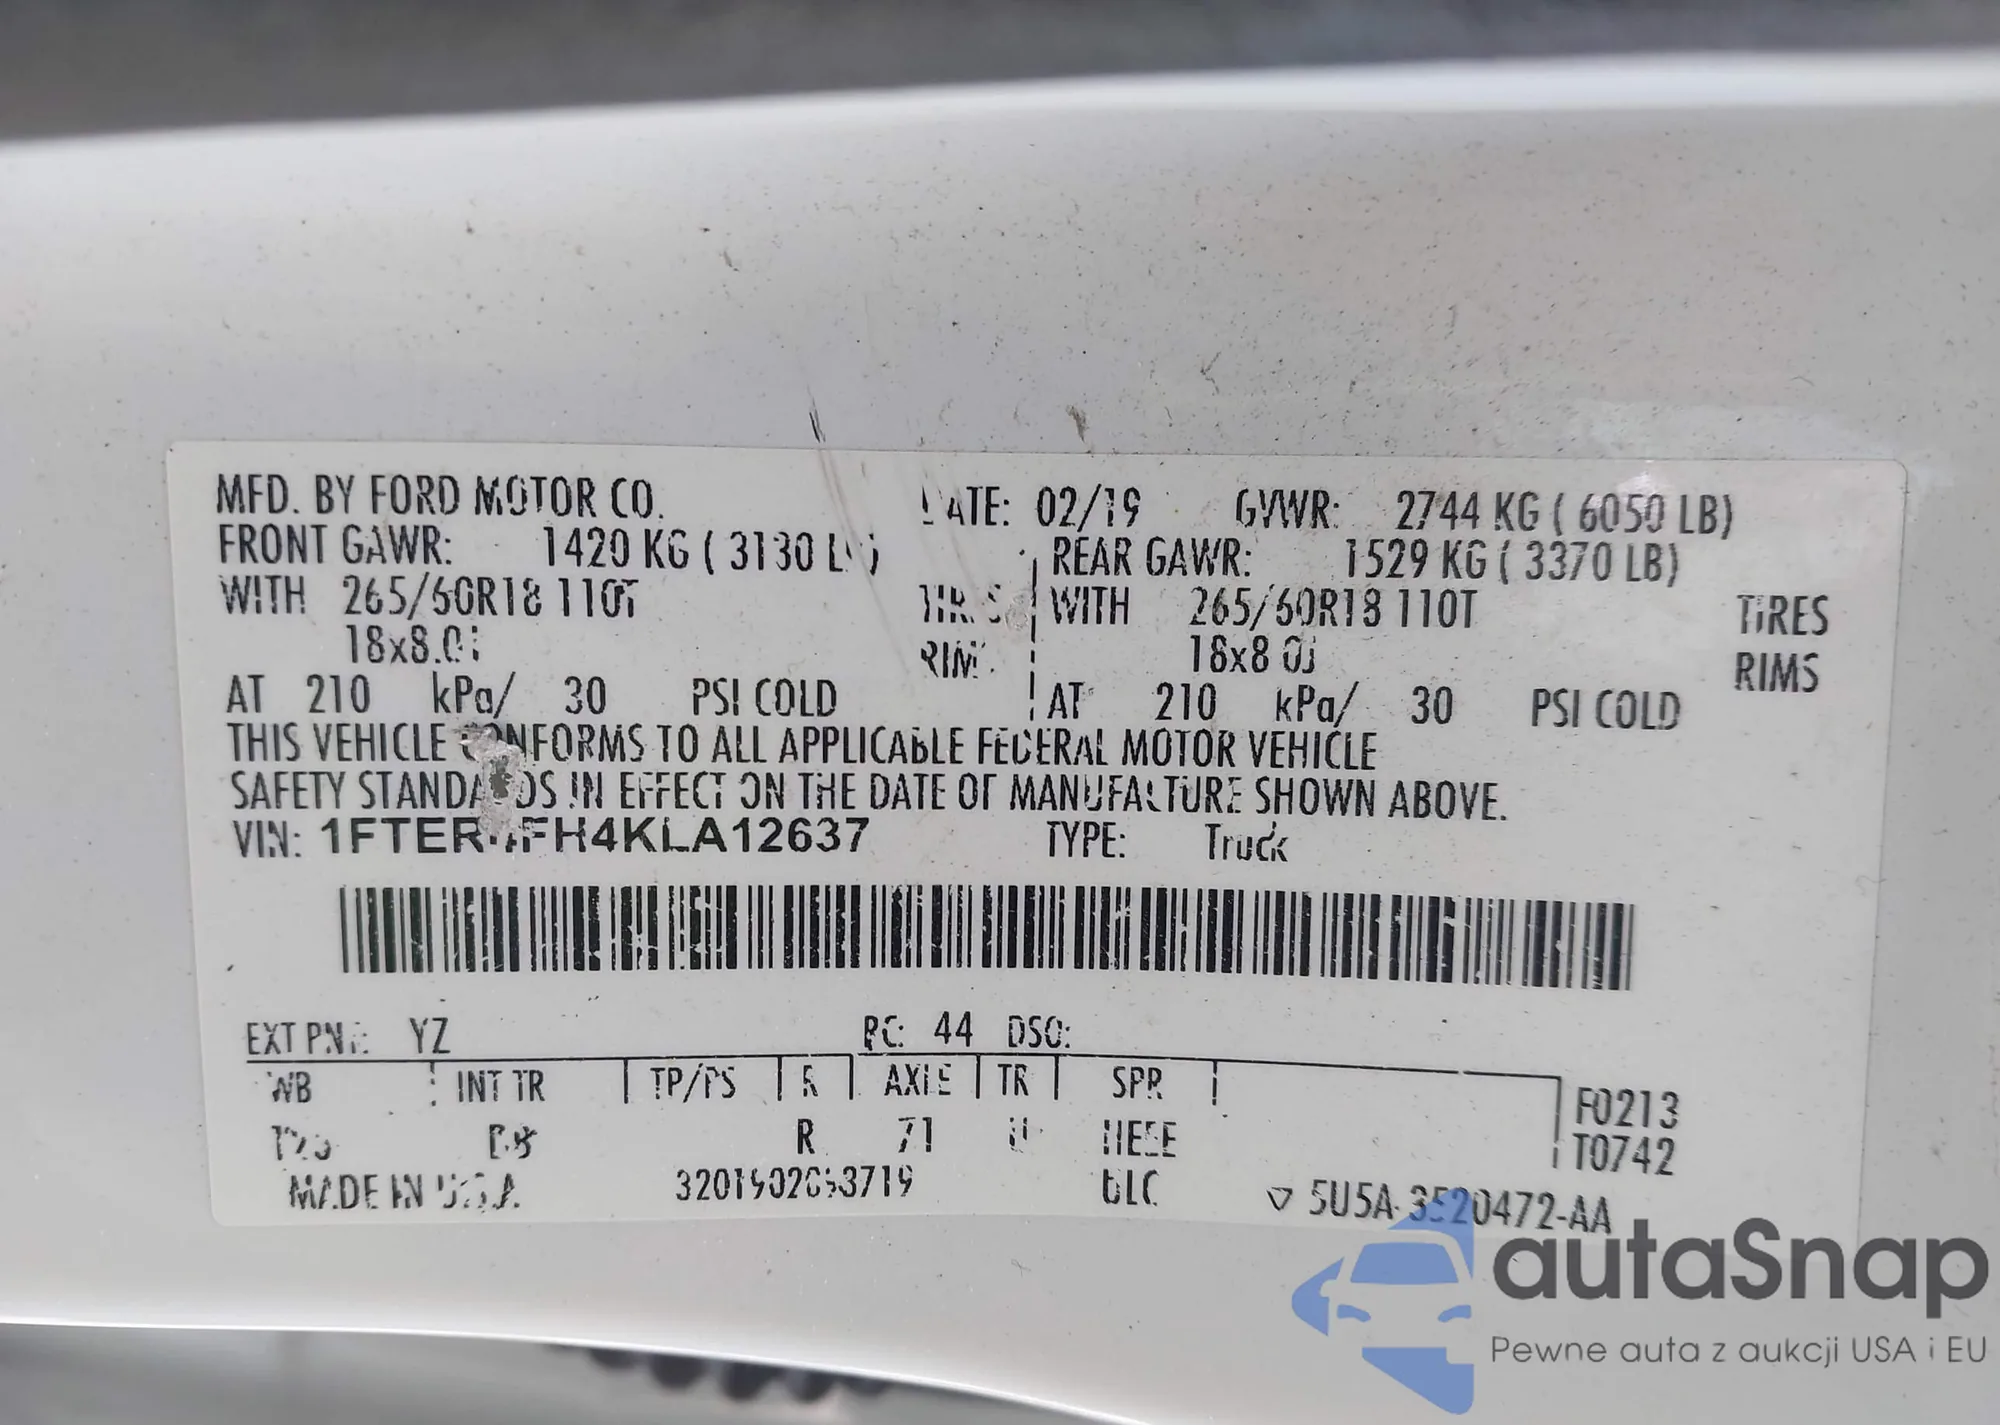 MFD. BY FORD MOTOR CO. DATE: 02/19 GVWR: 2744 KG ( 6050 LB)
FRONT GAWR: 1420 KG ( 3130 LB) REAR GAWR: 1529 KG ( 3370 LB)
WITH 265/60R18 110T TIRES WITH 265/60R18 110T TIRES
18x8.0J RIMS 18x8.0J RIMS
AT 210 kPa/ 30 PSI COLD AT 210 kPa/ 30 PSI COLD
THIS VEHICLE CONFORMS TO ALL APPLICABLE FEDERAL MOTOR VEHICLE
SAFETY STANDARDS IN EFFECT ON THE DATE OF MANUFACTURE SHOWN ABOVE.
VIN: TYPE: Truck
EXT PNT: YZ RC: 44 DSO:
WB INT TR TP/PS R AXLE TR SPR F0213
R 71 T0742
MADE IN U.S.A. 5U5A-3520472-AA
autaSnap
Pewne auta z aukcji USA i EU